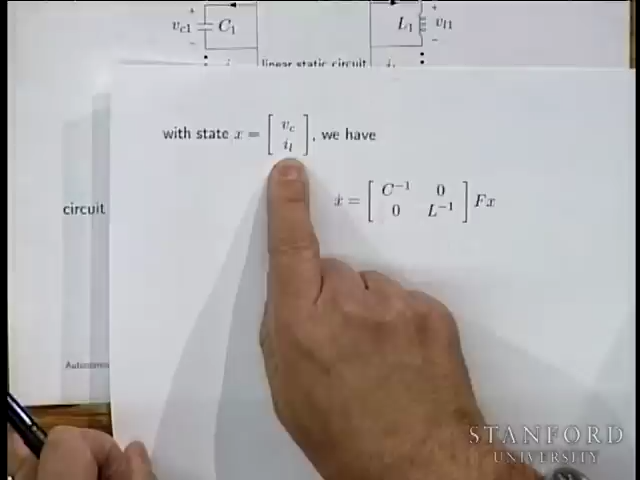 + +
v_{c1} C_1 L_1 v_{l1}
− −
linear static circuit
with state x = [ v_c ; i_l ], we have
circuit
ẋ = [ C^{-1} 0 ; 0 L^{-1} ] Fx
STANFORD
UNIVERSITY